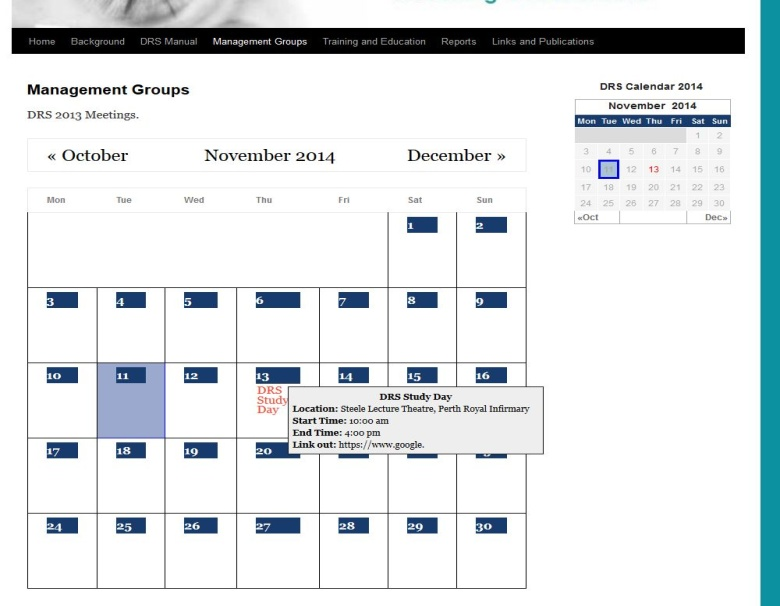 Home Background DRS Manual Management Groups Training and Education Reports Links and Publications
Management Groups
DRS 2013 Meetings.
« October November 2014 December »
Mon Tue Wed Thu Fri Sat Sun
1 2
3 4 5 6 7 8 9
10 11 12 13 14 15 16
DRS
Study
Day
DRS Study Day
Location: Steele Lecture Theatre, Perth Royal Infirmary
Start Time: 10:00 am
End Time: 4:00 pm
Link out: https://www.google.
17 18 19 20
24 25 26 27 28 29 30
DRS Calendar 2014
November 2014
Mon Tue Wed Thu Fri Sat Sun
1 2
3 4 5 6 7 8 9
10 11 12 13 14 15 16
17 18 19 20 21 22 23
24 25 26 27 28 29 30
«Oct Dec»